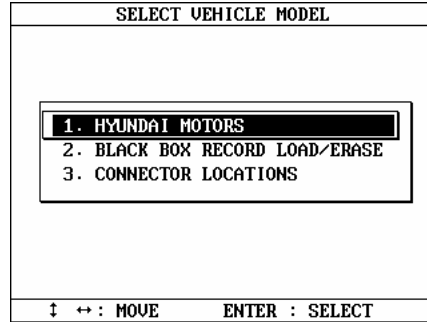 SELECT VEHICLE MODEL
1. HYUNDAI MOTORS
2. BLACK BOX RECORD LOAD/ERASE
3. CONNECTOR LOCATIONS
↕ ↔: MOVE ENTER : SELECT